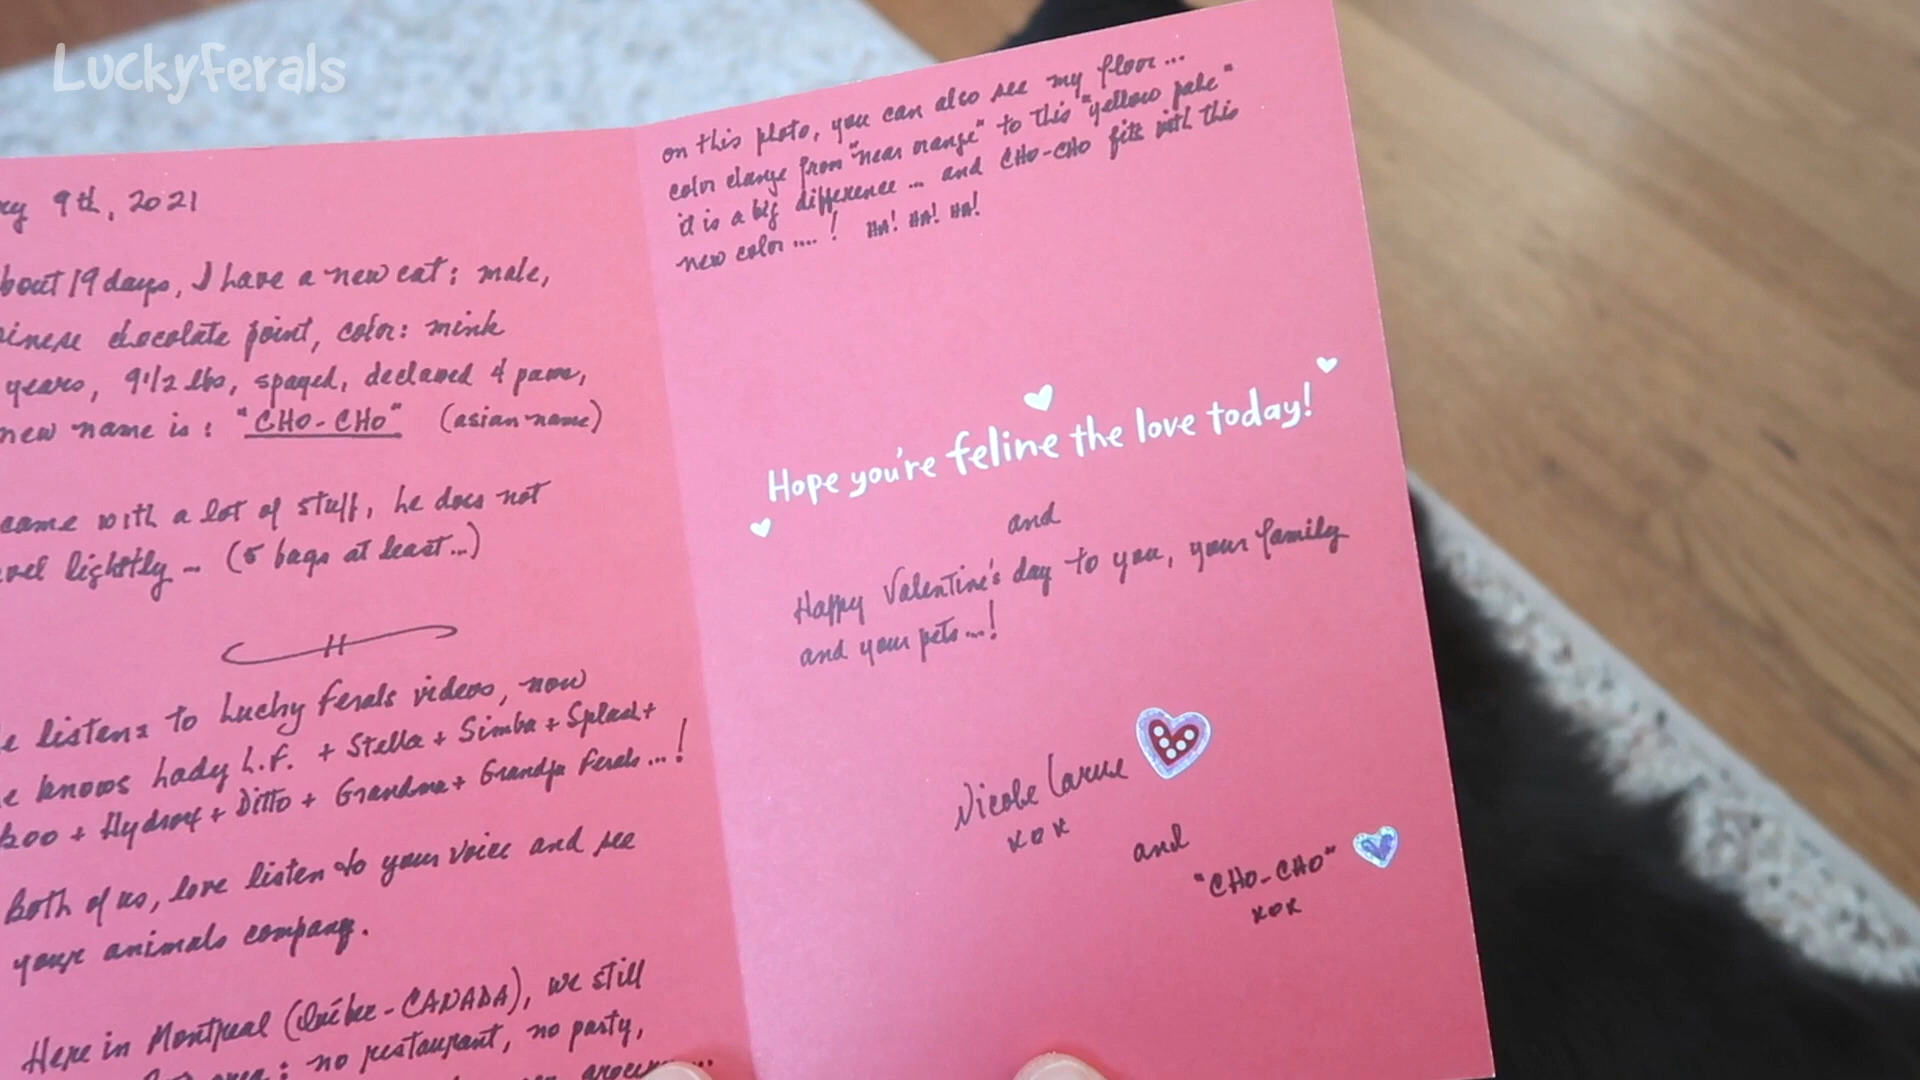 LuckyFerals
9th, 2021
bout 19 days, I have a new cat: male,
chocolate point, color: mink
years, 9 1/2 lbs, spayed, declawed 4 paws,
new name is: "CHO-CHO" (asian name)
came with a lot of stuff, he does not
vel lightly... (5 bags at least...)
e listens to Lucky Ferals videos, now
e knows Lady L.F. + Stella + Simba + Splash +
koo + Hydrox + Ditto + Grandma + Grandpa Ferals...!
Both of us, love listen to your voice and see
your animals company.
Here in Montreal (Québec-CANADA), we still
: no restaurant, no party,
on this photo, you can also see my floor...
color change from "near orange" to this "yellow pale"
it is a big difference... and CHO-CHO fits with this
new color....! HA! HA! HA!
Hope you're feline the love today!
and
Happy Valentine's day to you, your family
and your pets...!
Nicole Larue
xox
and
"CHO-CHO"
xox